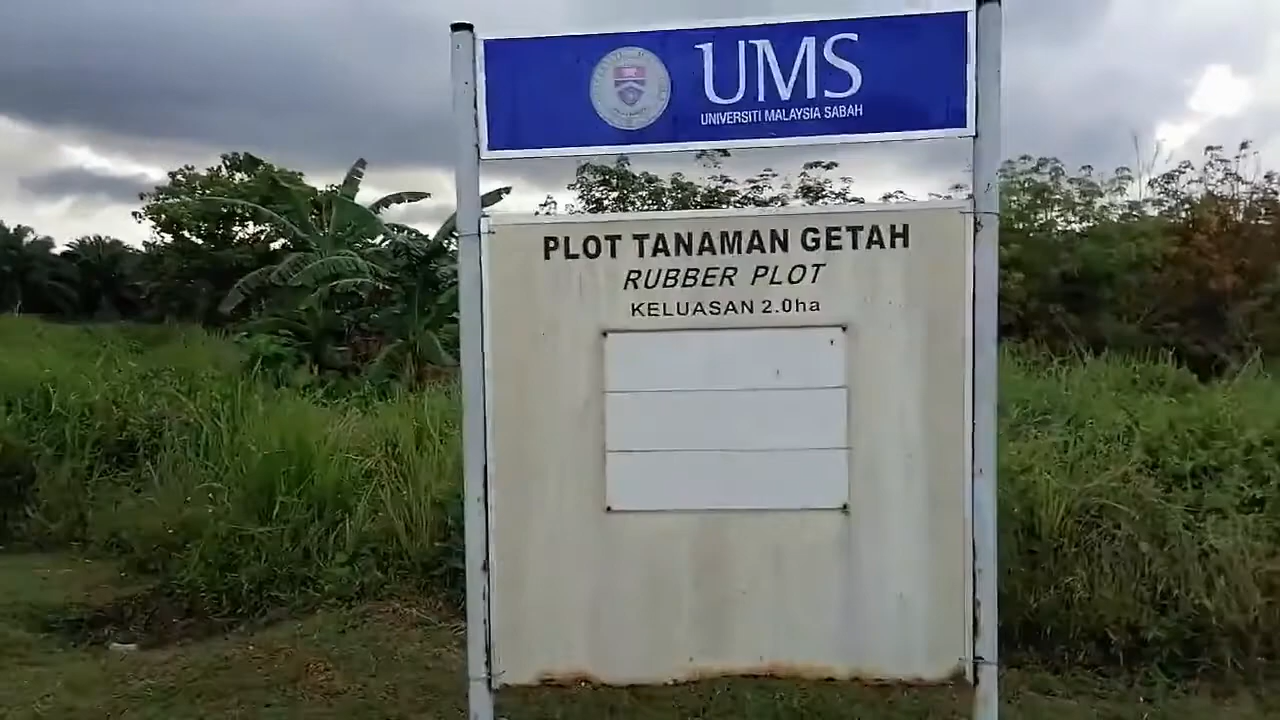 UMS
UNIVERSITI MALAYSIA SABAH
PLOT TANAMAN GETAH
RUBBER PLOT
KELUASAN 2.0ha